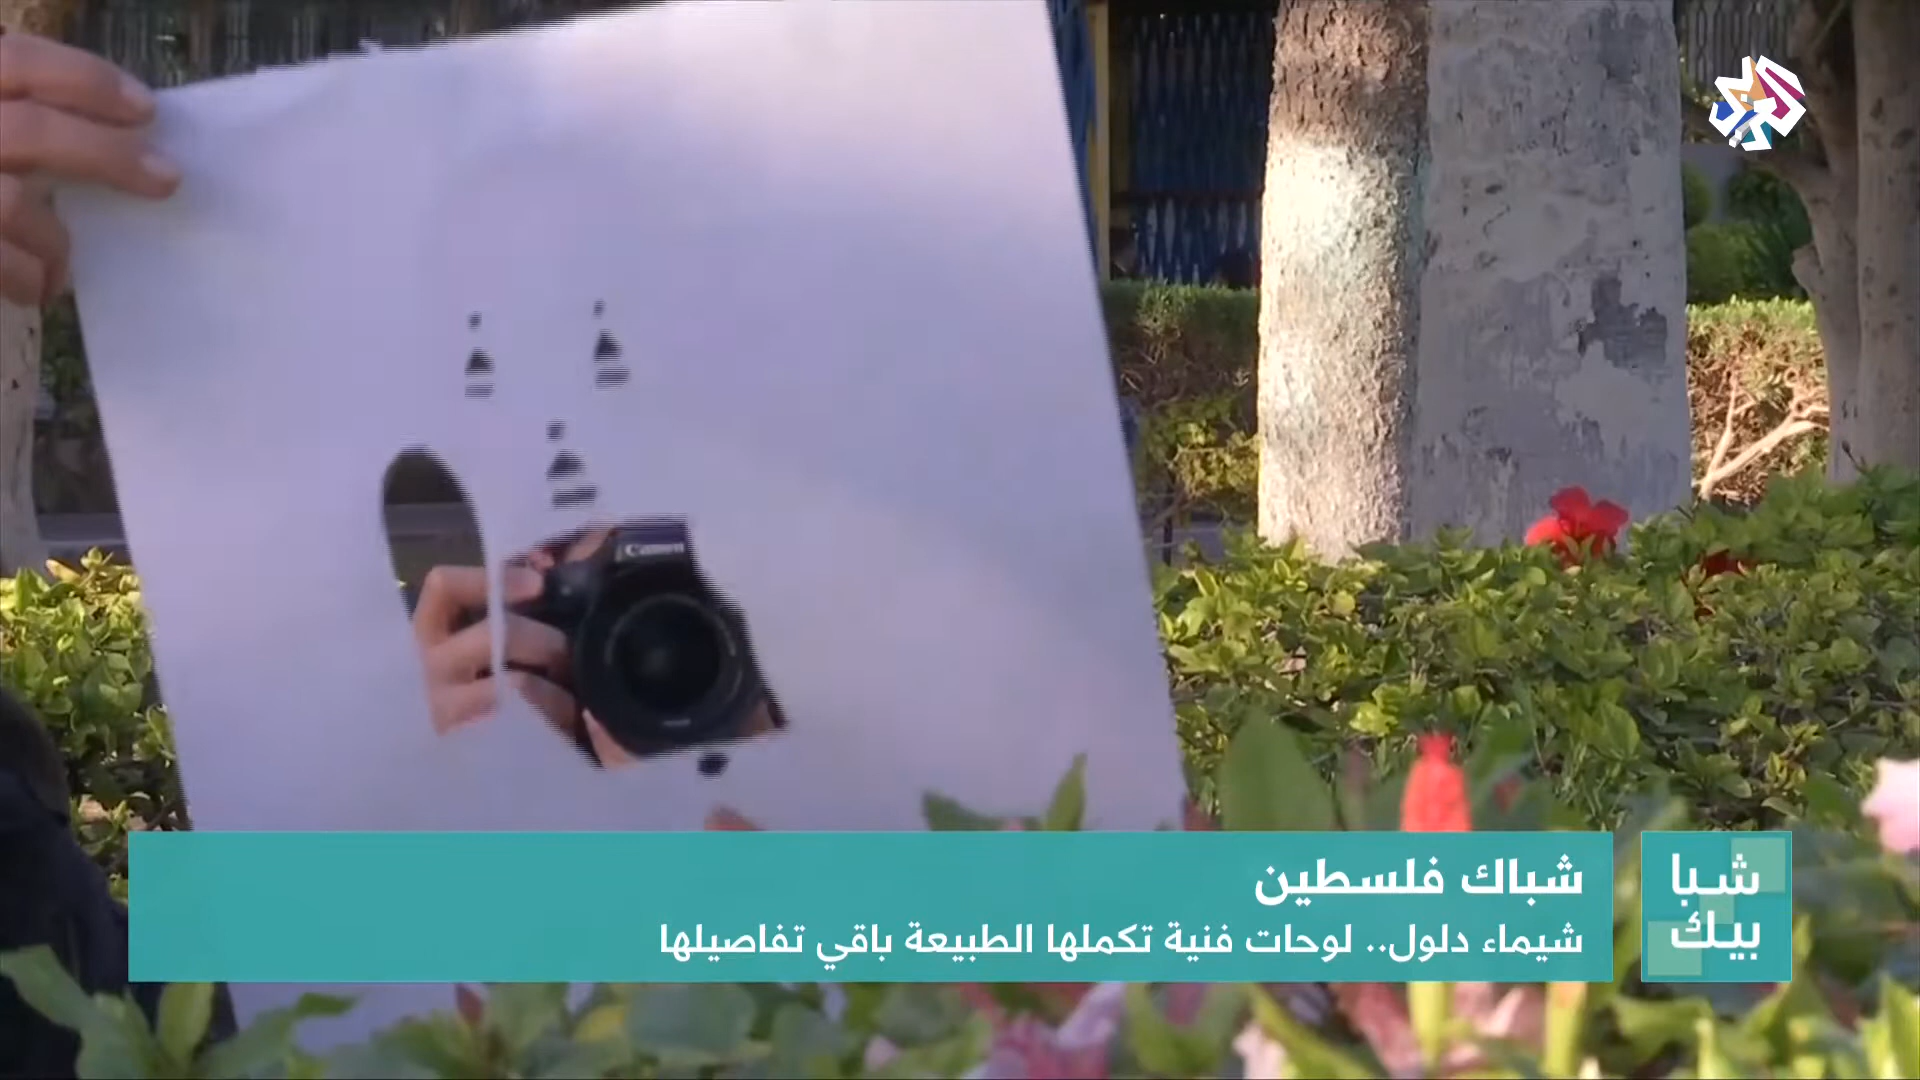 Canon
شباك فلسطين
شيماء دلول.. لوحات فنية تكملها الطبيعة باقي تفاصيلها
شبا
بيك